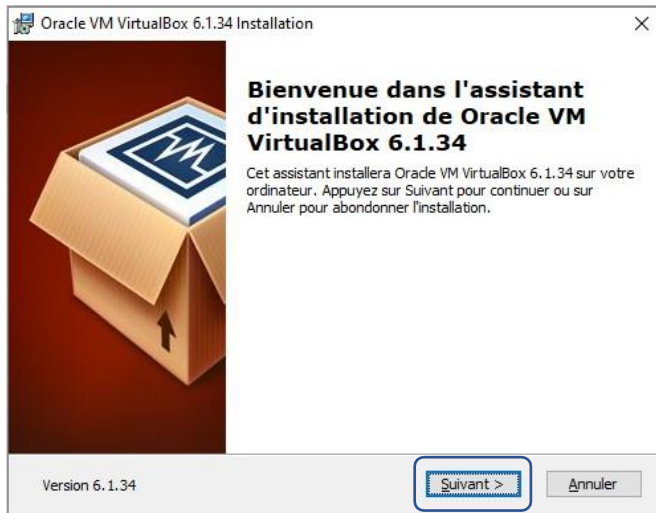 Oracle VM VirtualBox 6.1.34 Installation
Bienvenue dans l'assistant
d'installation de Oracle VM
VirtualBox 6.1.34
Cet assistant installera Oracle VM VirtualBox 6.1.34 sur votre
ordinateur. Appuyez sur Suivant pour continuer ou sur
Annuler pour abondonner l'installation.
Version 6.1.34
Suivant >
Annuler